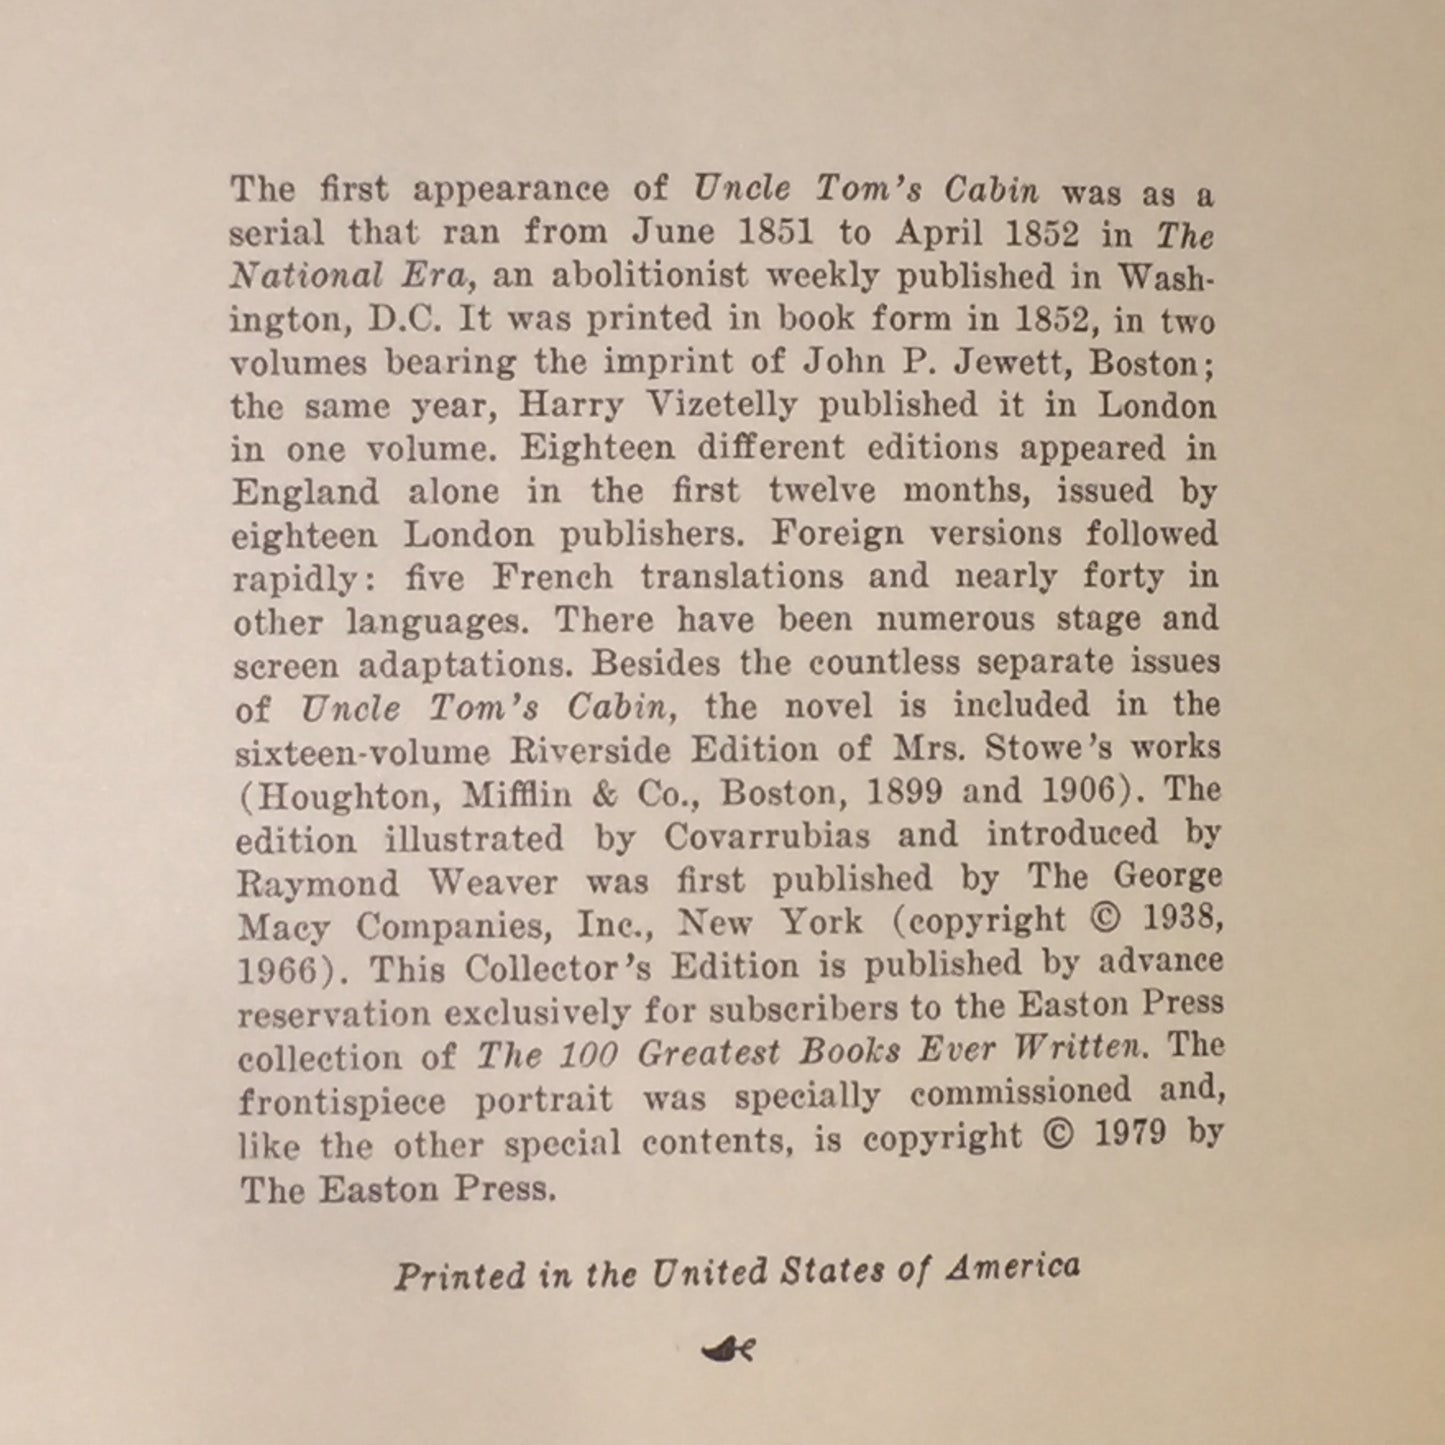 The first appearance of Uncle Tom's Cabin was as a
serial that ran from June 1851 to April 1852 in The
National Era, an abolitionist weekly published in Wash-
ington, D.C. It was printed in book form in 1852, in two
volumes bearing the imprint of John P. Jewett, Boston;
the same year, Harry Vizetelly published it in London
in one volume. Eighteen different editions appeared in
England alone in the first twelve months, issued by
eighteen London publishers. Foreign versions followed
rapidly: five French translations and nearly forty in
other languages. There have been numerous stage and
screen adaptations. Besides the countless separate issues
of Uncle Tom's Cabin, the novel is included in the
sixteen-volume Riverside Edition of Mrs. Stowe's works
(Houghton, Mifflin & Co., Boston, 1899 and 1906). The
edition illustrated by Covarrubias and introduced by
Raymond Weaver was first published by The George
Macy Companies, Inc., New York (copyright © 1938,
1966). This Collector's Edition is published by advance
reservation exclusively for subscribers to the Easton Press
collection of The 100 Greatest Books Ever Written. The
frontispiece portrait was specially commissioned and,
like the other special contents, is copyright © 1979 by
The Easton Press.
Printed in the United States of America